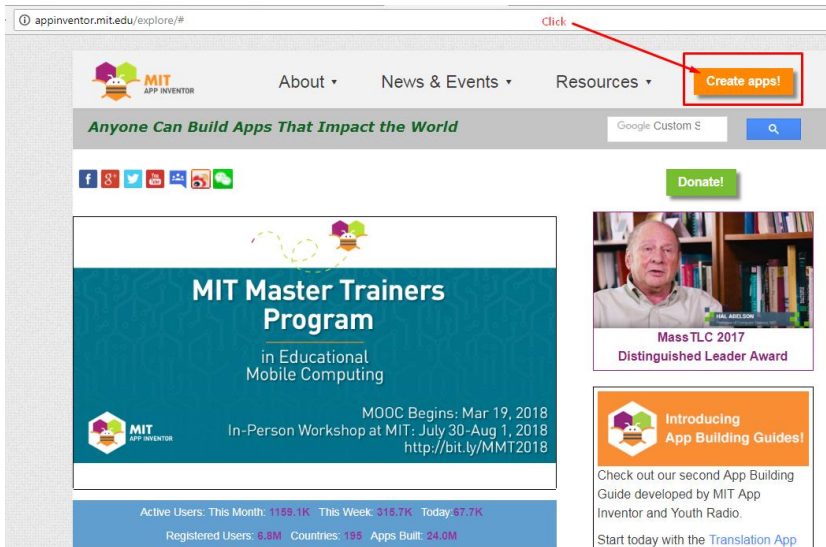 appinventor.mit.edu/explore/#
Click
MIT
APP INVENTOR
About
News & Events
Resources
Create apps!
Anyone Can Build Apps That Impact the World
Google Custom S
Donate!
MIT Master Trainers
Program
in Educational
Mobile Computing
MOOC Begins: Mar 19, 2018
In-Person Workshop at MIT: July 30-Aug 1, 2018
http://bit.ly/MMT2018
MIT
APP INVENTOR
Active Users: This Month: 1159.1K This Week: 315.7K Today:67.7K
Registered Users: 6.8M Countries: 195 Apps Built: 24.0M
HAL ABELSON
MassTLC 2017
Distinguished Leader Award
Introducing
App Building Guides!
Check out our second App Building
Guide developed by MIT App
Inventor and Youth Radio.
Start today with the Translation App